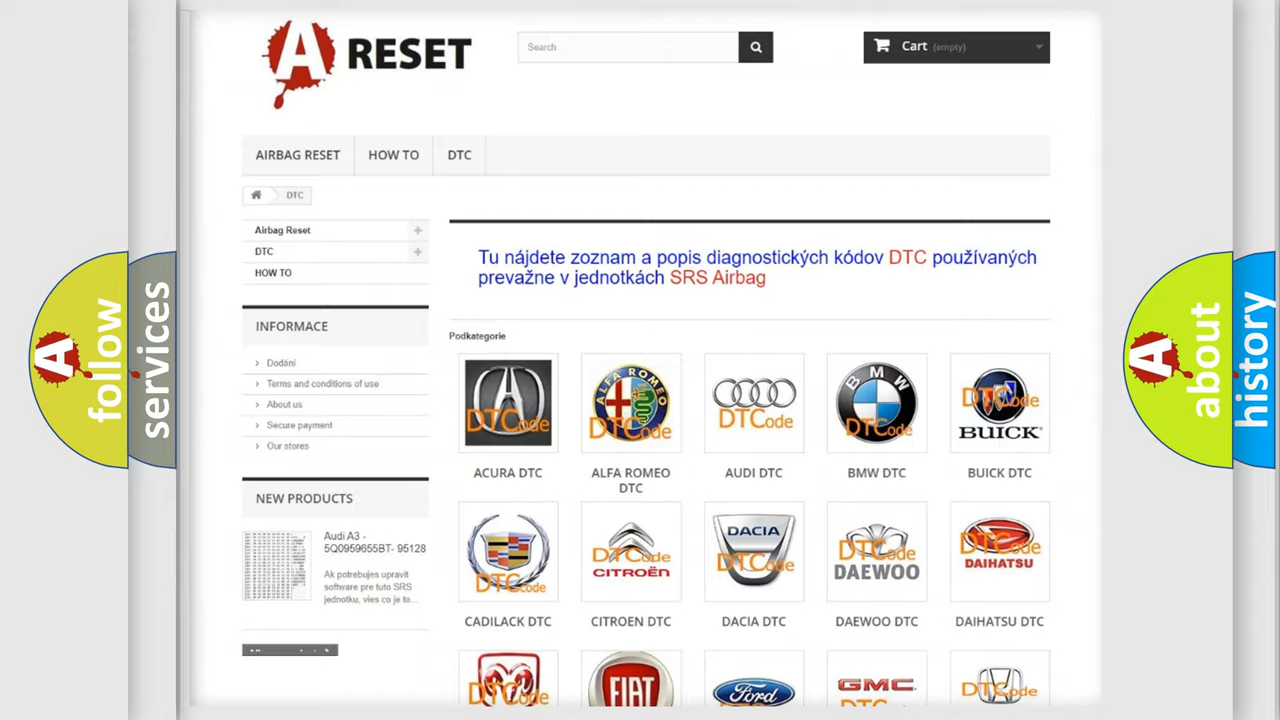 A RESET
Search
Cart (empty)
AIRBAG RESET
HOW TO
DTC
DTC
Airbag Reset
DTC
HOW TO
INFORMACE
Dodání
Terms and conditions of use
About us
Secure payment
Our stores
NEW PRODUCTS
Audi A3 -
5Q0959655BT- 95128
Ak potrebujes upravit
software pre tuto SRS
jednotku, vies co je to...
Tu nájdete zoznam a popis diagnostických kódov DTC používaných
prevažne v jednotkách SRS Airbag
Podkategorie
DTCode
ALFA ROMEO
DTCode
DTCode
BMW
DTCode
DTCode
BUICK
ACURA DTC
ALFA ROMEO
DTC
AUDI DTC
BMW DTC
BUICK DTC
DTCode
DTCode
CITROËN
DACIA
DTCode
DTCode
DAEWOO
DTCode
DAIHATSU
CADILACK DTC
CITROEN DTC
DACIA DTC
DAEWOO DTC
DAIHATSU DTC
DTCode
FIAT
Ford
GMC
DTCode
A
follow
services
A
about
history